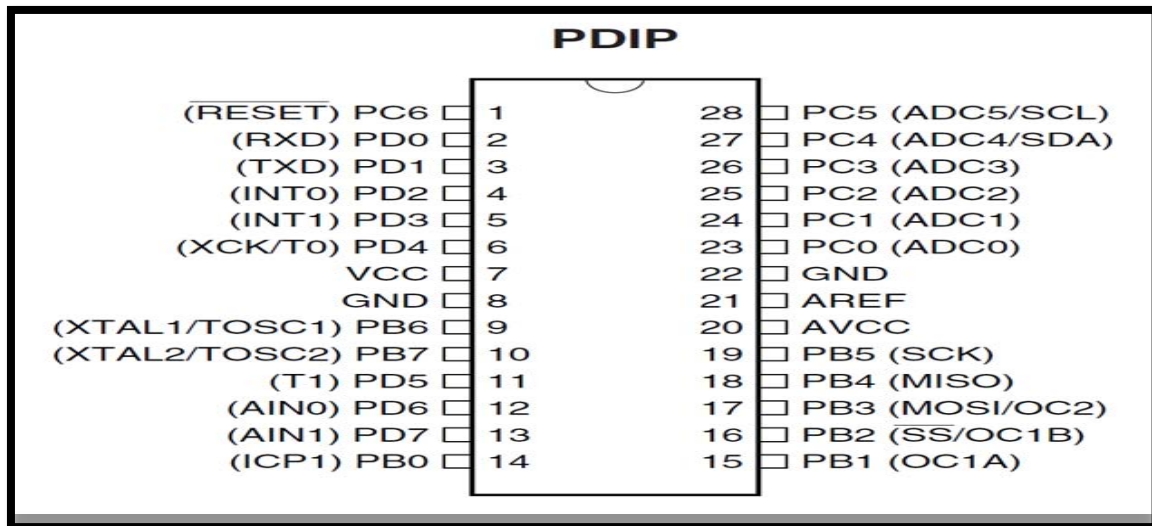 PDIP
(RESET) PC6 1 28 PC5 (ADC5/SCL)
(RXD) PD0 2 27 PC4 (ADC4/SDA)
(TXD) PD1 3 26 PC3 (ADC3)
(INT0) PD2 4 25 PC2 (ADC2)
(INT1) PD3 5 24 PC1 (ADC1)
(XCK/T0) PD4 6 23 PC0 (ADC0)
VCC 7 22 GND
GND 8 21 AREF
(XTAL1/TOSC1) PB6 9 20 AVCC
(XTAL2/TOSC2) PB7 10 19 PB5 (SCK)
(T1) PD5 11 18 PB4 (MISO)
(AIN0) PD6 12 17 PB3 (MOSI/OC2)
(AIN1) PD7 13 16 PB2 (SS/OC1B)
(ICP1) PB0 14 15 PB1 (OC1A)